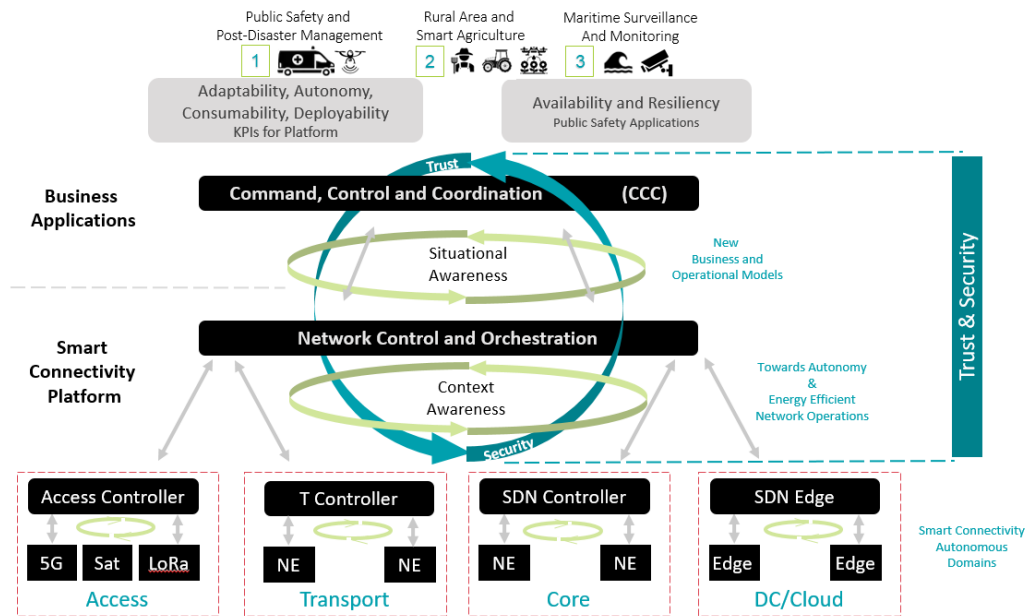 Public Safety and
Post-Disaster Management
Rural Area and
Smart Agriculture
Maritime Surveillance
And Monitoring
1
2
3
Adaptability, Autonomy,
Consumability, Deployability
KPIs for Platform
Availability and Resiliency
Public Safety Applications
Trust
Business
Applications
Command, Control and Coordination (CCC)
Situational
Awareness
New
Business and
Operational Models
Trust & Security
Smart
Connectivity
Platform
Network Control and Orchestration
Context
Awareness
Towards Autonomy
&
Energy Efficient
Network Operations
Security
Access Controller
5G
Sat
LoRa
Access
T Controller
NE
NE
Transport
SDN Controller
NE
NE
Core
SDN Edge
Edge
Edge
DC/Cloud
Smart Connectivity
Autonomous
Domains